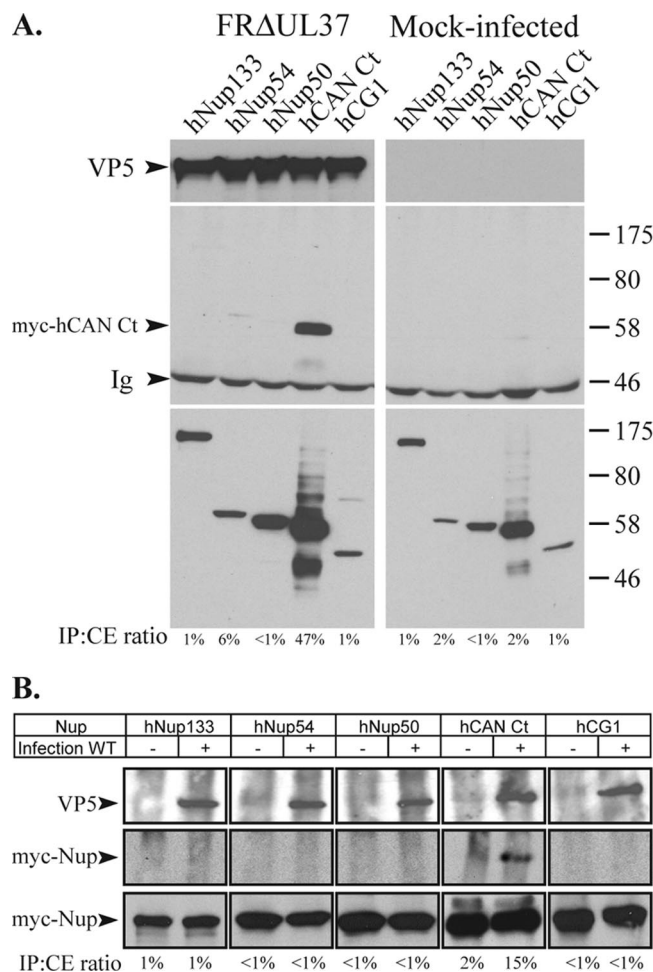 A.
FRΔUL37 Mock-infected
hNup133 hNup54 hNup50 hCAN Ct hCG1 hNup133 hNup54 hNup50 hCAN Ct hCG1
VP5
175
80
myc-hCAN Ct 58
Ig 46
175
80
58
46
IP:CE ratio 1% 6% <1% 47% 1% 1% 2% <1% 2% 1%
B.
Nup hNup133 hNup54 hNup50 hCAN Ct hCG1
Infection WT - + - + - + - + - +
VP5
myc-Nup
myc-Nup
IP:CE ratio 1% 1% <1% <1% <1% <1% 2% 15% <1% <1%